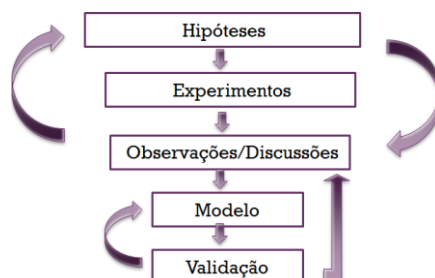 Hipóteses
Experimentos
Observações/Discussões
Modelo
Validação